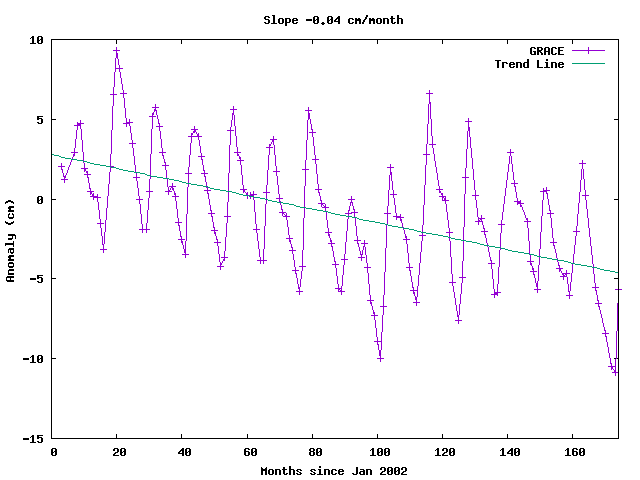 Slope -0.04 cm/month
GRACE
Trend Line
10
5
0
-5
-10
-15
Anomaly (cm)
0 20 40 60 80 100 120 140 160
Months since Jan 2002